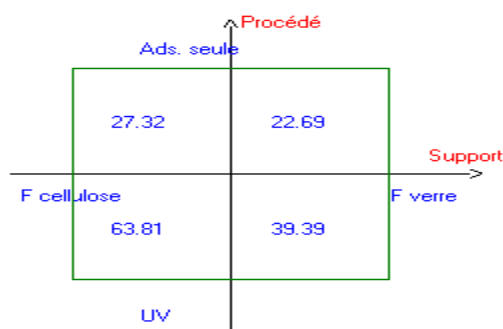 Procédé
Ads. seule
27.32 22.69
Support
F cellulose F verre
63.81 39.39
UV